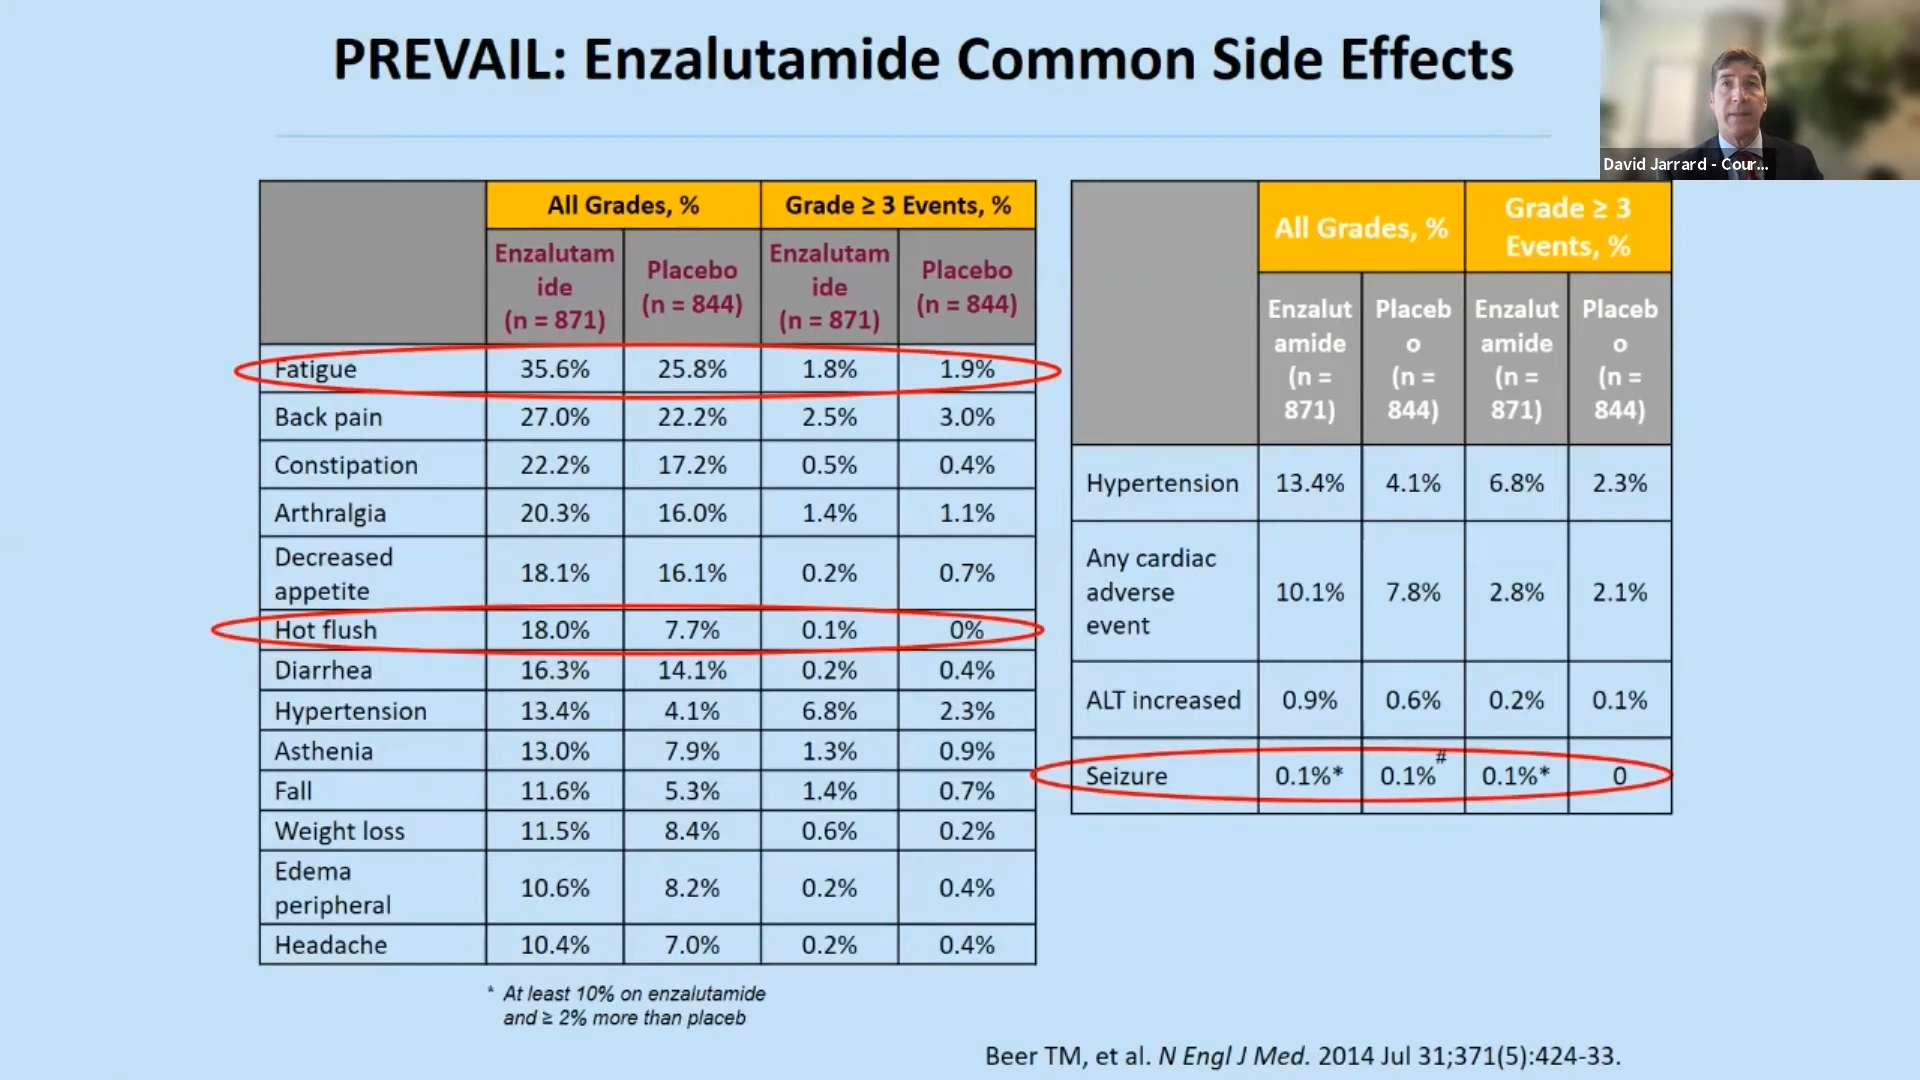 PREVAIL: Enzalutamide Common Side Effects
David Jarrard - Cour...
All Grades, % Grade ≥ 3 Events, %
Enzalutam
ide
(n = 871)
Placebo
(n = 844)
Enzalutam
ide
(n = 871)
Placebo
(n = 844)
Fatigue 35.6% 25.8% 1.8% 1.9%
Back pain 27.0% 22.2% 2.5% 3.0%
Constipation 22.2% 17.2% 0.5% 0.4%
Arthralgia 20.3% 16.0% 1.4% 1.1%
Decreased
appetite 18.1% 16.1% 0.2% 0.7%
Hot flush 18.0% 7.7% 0.1% 0%
Diarrhea 16.3% 14.1% 0.2% 0.4%
Hypertension 13.4% 4.1% 6.8% 2.3%
Asthenia 13.0% 7.9% 1.3% 0.9%
Fall 11.6% 5.3% 1.4% 0.7%
Weight loss 11.5% 8.4% 0.6% 0.2%
Edema
peripheral 10.6% 8.2% 0.2% 0.4%
Headache 10.4% 7.0% 0.2% 0.4%
* At least 10% on enzalutamide
and ≥ 2% more than placeb
All Grades, % Grade ≥ 3
Events, %
Enzalut
amide
(n =
871)
Placeb
o
(n =
844)
Enzalut
amide
(n =
871)
Placeb
o
(n =
844)
Hypertension 13.4% 4.1% 6.8% 2.3%
Any cardiac
adverse
event 10.1% 7.8% 2.8% 2.1%
ALT increased 0.9% 0.6% 0.2% 0.1%
Seizure 0.1%* 0.1%# 0.1%* 0
Beer TM, et al. N Engl J Med. 2014 Jul 31;371(5):424-33.